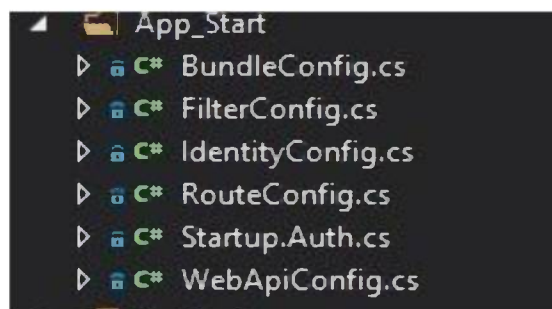 App_Start
C# BundleConfig.cs
C# FilterConfig.cs
C# IdentityConfig.cs
C# RouteConfig.cs
C# Startup.Auth.cs
C# WebApiConfig.cs